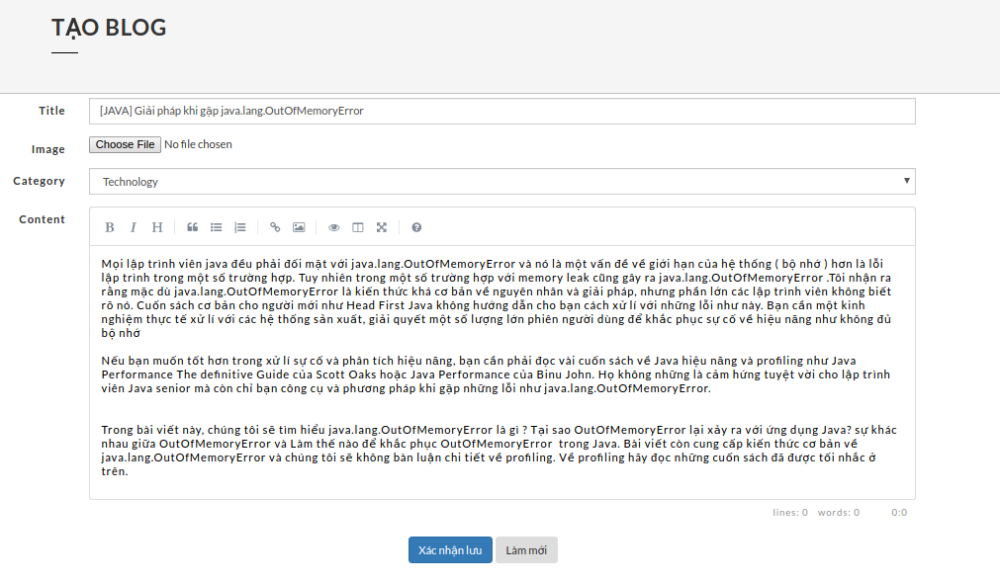 TẠO BLOG
Title
[JAVA] Giải pháp khi gặp java.lang.OutOfMemoryError
Image
Choose File No file chosen
Category
Technology
Content
B I H
Mọi lập trình viên java đều phải đối mặt với java.lang.OutOfMemoryError và nó là một vấn đề về giới hạn của hệ thống ( bộ nhớ ) hơn là lỗi
lập trình trong một số trường hợp. Tuy nhiên trong một số trường hợp với memory leak cũng gây ra java.lang.OutOfMemoryError .Tôi nhận ra
rằng mặc dù java.lang.OutOfMemoryError là kiến thức khá cơ bản về nguyên nhân và giải pháp, nhưng phần lớn các lập trình viên không biết
rõ nó. Cuốn sách cơ bản cho người mới như Head First Java không hướng dẫn cho bạn cách xử lí với những lỗi như này. Bạn cần một kinh
nghiệm thực tế xử lí với các hệ thống sản xuất, giải quyết một số lượng lớn phiên người dùng để khắc phục sự cố về hiệu năng như không đủ
bộ nhớ
Nếu bạn muốn tốt hơn trong xử lí sự cố và phân tích hiệu năng, bạn cần phải đọc vài cuốn sách về Java hiệu năng và profiling như Java
Performance The definitive Guide của Scott Oaks hoặc Java Performance của Binu John. Họ không những là cảm hứng tuyệt vời cho lập trình
viên Java senior mà còn chỉ bạn công cụ và phương pháp khi gặp những lỗi như java.lang.OutOfMemoryError.
Trong bài viết này, chúng tôi sẽ tìm hiểu java.lang.OutOfMemoryError là gì ? Tại sao OutOfMemoryError lại xảy ra với ứng dụng Java? sự khác
nhau giữa OutOfMemoryError và Làm thế nào để khắc phục OutOfMemoryError  trong Java. Bài viết còn cung cấp kiến thức cơ bản về
java.lang.OutOfMemoryError và chúng tôi sẽ không bàn luận chi tiết về profiling. Về profiling hãy đọc những cuốn sách đã được tối nhắc ở
trên.
lines: 0 words: 0 0:0
Xác nhận lưu Làm mới